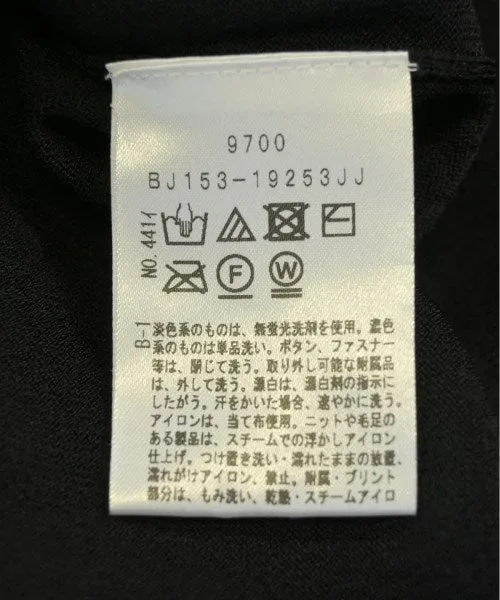 9700
BJ153-19253JJ
NO.441イ
F W
B-1
淡色系のものは、無蛍光洗剤を使用。濃色
系のものは単品洗い。ボタン、ファスナー
等は、閉じて洗う。取り外し可能な附属品
は、外して洗う。漂白は、漂白剤の指示に
したがう。汗をかいた場合、速やかに洗う。
アイロンは、当て布使用。ニットや毛足の
ある製品は、スチームでの浮かしアイロン
仕上げ。つけ置き洗い・濡れたままの放置、
濡れがけアイロン、禁止。附属・プリント
部分は、もみ洗い、乾燥・スチームアイロ